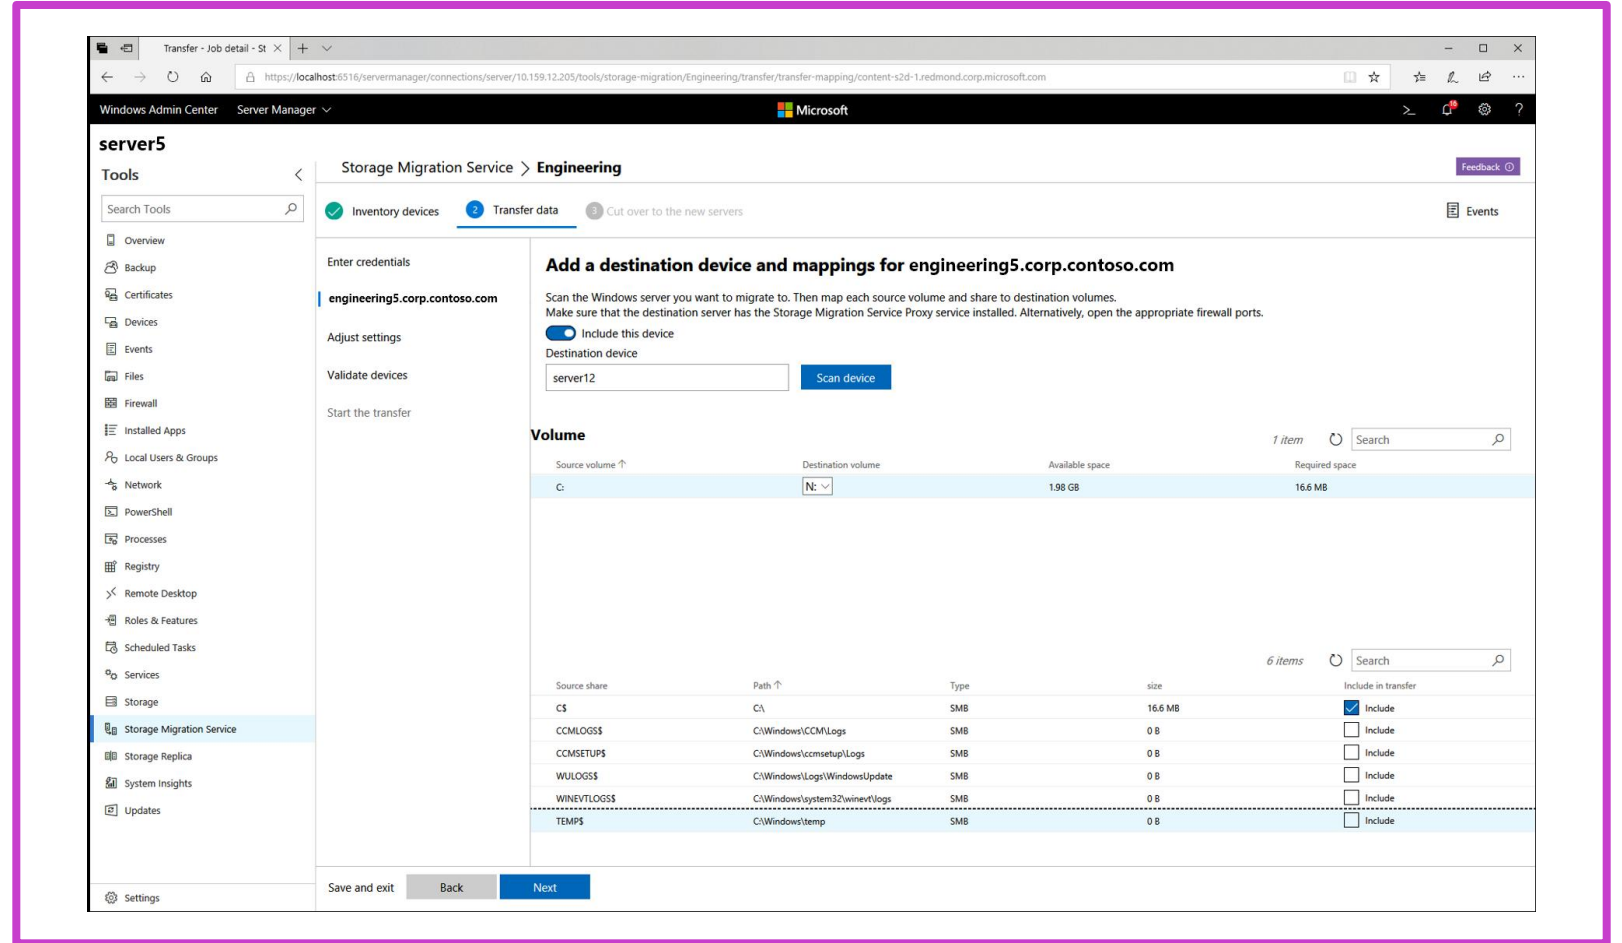 Transfer - Job detail - St
https://localhost:6516/servermanager/connections/server/10.159.12.205/tools/storage-migration/Engineering/transfer/transfer-mapping/content-s2d-1.redmond.corp.microsoft.com
Windows Admin Center Server Manager Microsoft 16 ?
server5
Tools
Storage Migration Service > Engineering
Feedback
Search Tools
Inventory devices 2 Transfer data 3 Cut over to the new servers
Events
Overview
Backup
Certificates
Devices
Events
Files
Firewall
Installed Apps
Local Users & Groups
Network
PowerShell
Processes
Registry
Remote Desktop
Roles & Features
Scheduled Tasks
Services
Storage
Storage Migration Service
Storage Replica
System Insights
Updates
Settings
Enter credentials
engineering5.corp.contoso.com
Adjust settings
Validate devices
Start the transfer
Add a destination device and mappings for engineering5.corp.contoso.com
Scan the Windows server you want to migrate to. Then map each source volume and share to destination volumes.
Make sure that the destination server has the Storage Migration Service Proxy service installed. Alternatively, open the appropriate firewall ports.
Include this device
Destination device
server12 Scan device
Volume
1 item Search
Source volume ↑ Destination volume Available space Required space
C: N: 1.98 GB 16.6 MB
6 items Search
Source share Path ↑ Type size Include in transfer
C$ C:\ SMB 16.6 MB Include
CCMLOGS$ C:\Windows\CCM\Logs SMB 0 B Include
CCMSETUP$ C:\Windows\ccmsetup\Logs SMB 0 B Include
WULOGS$ C:\Windows\Logs\WindowsUpdate SMB 0 B Include
WINEVTLOGS$ C:\Windows\system32\winevt\logs SMB 0 B Include
TEMP$ C:\Windows\temp SMB 0 B Include
Save and exit Back Next